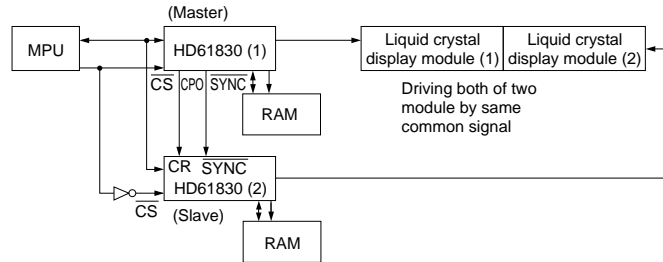 (Master)
MPU
HD61830 (1)
Liquid crystal
display module (1)
Liquid crystal
display module (2)
CS CPO SYNC
RAM
Driving both of two
module by same
common signal
CR SYNC
HD61830 (2)
CS
(Slave)
RAM